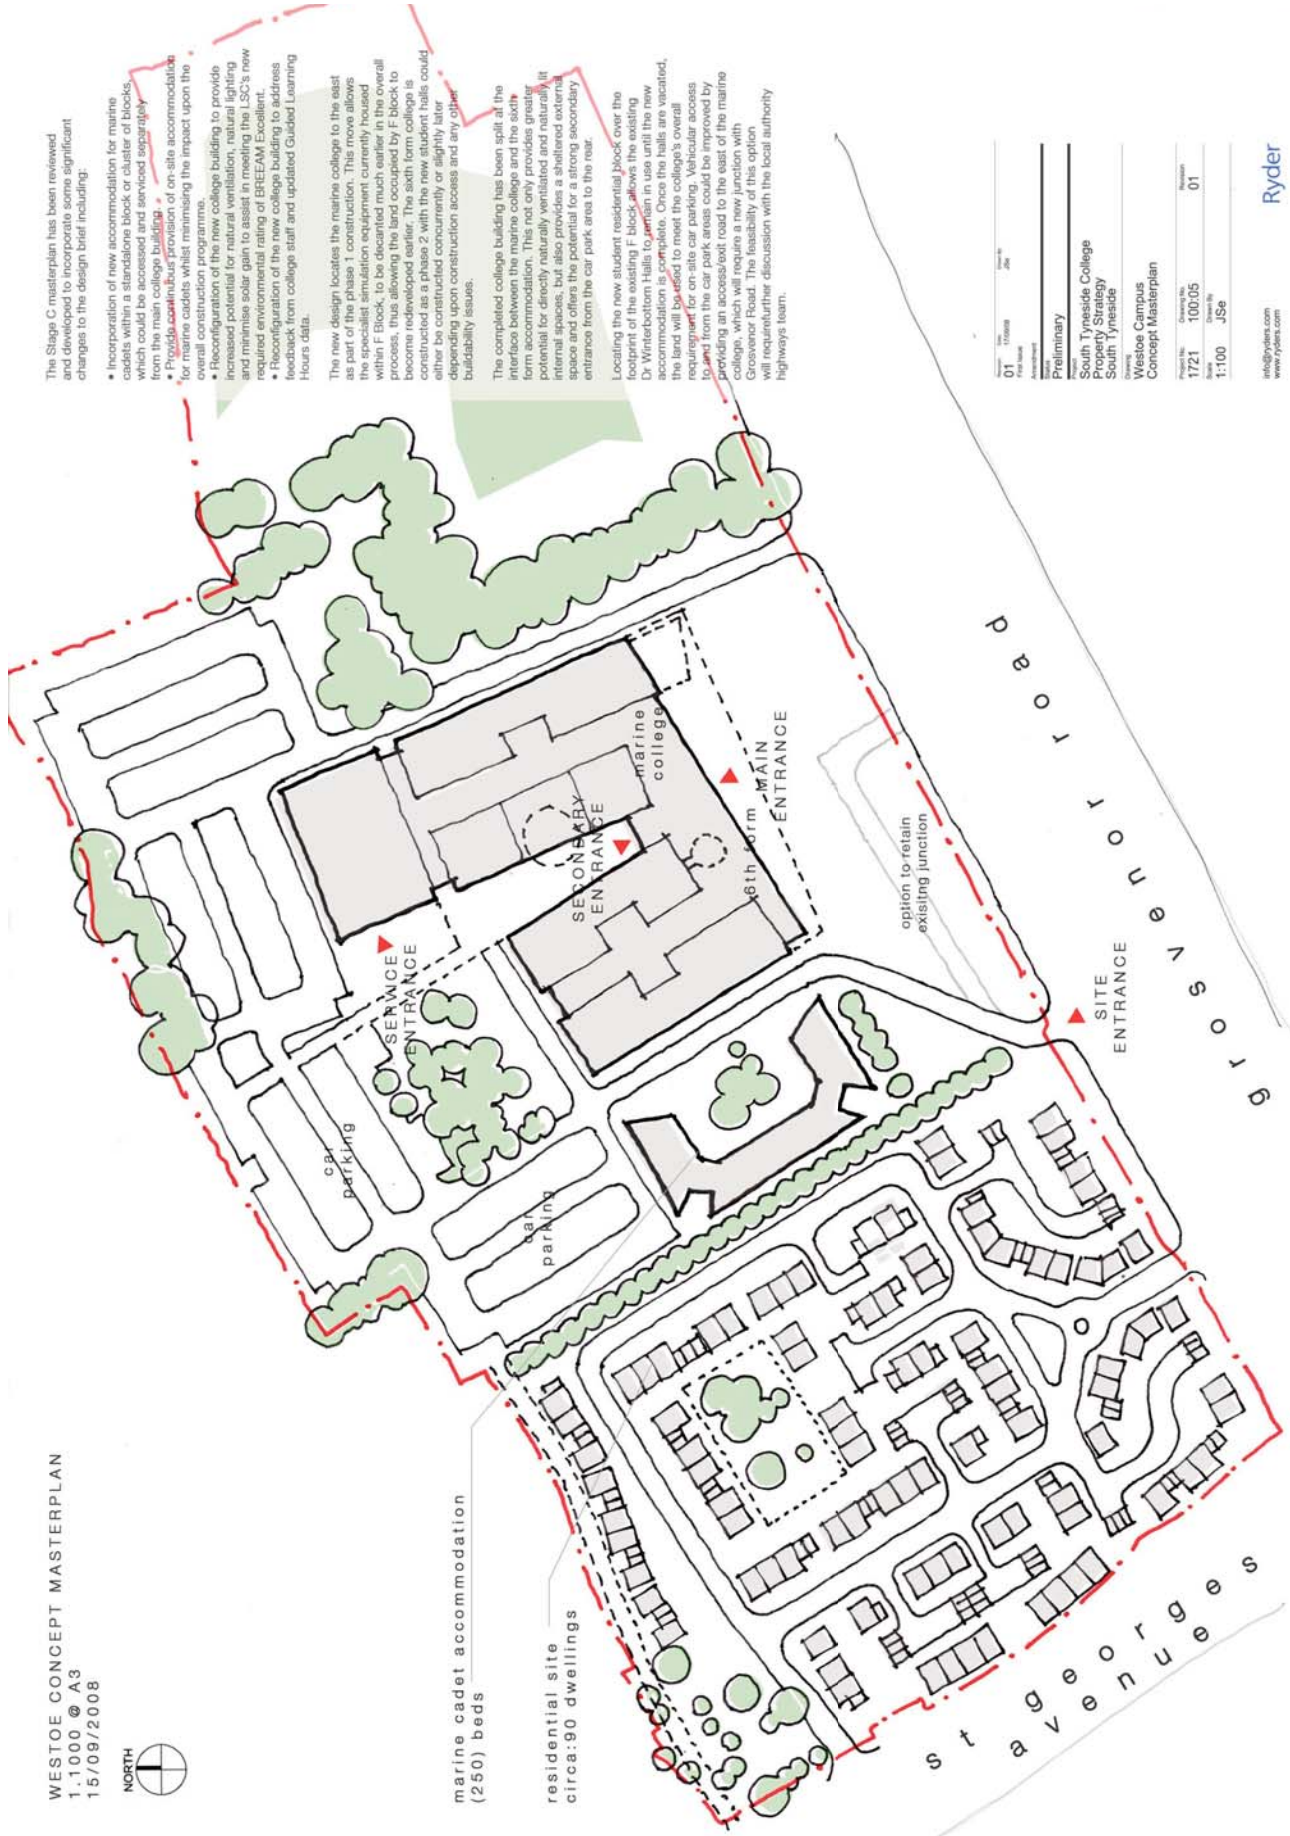 WESTOE CONCEPT MASTERPLAN
1.1000 @ A3
15/09/2008
NORTH
marine cadet accommodation
(250) beds
residential site
circa:90 dwellings
car
parking
car
parking
SERVICE
ENTRANCE
SECONDARY
ENTRANCE
marine
college
6th form
MAIN
ENTRANCE
option to retain
exisitng junction
SITE
ENTRANCE
grosvenor road
st georges
avenue
The Stage C masterplan has been reviewed
and developed to incorporate some significant
changes to the design brief including:
• Incorporation of new accommodation for marine
cadets within a standalone block or cluster of blocks,
which could be accessed and serviced separately
from the main college building.
• Provide continuous provision of on-site accommodation
for marine cadets whilst minimising the impact upon the
overall construction programme.
• Reconfiguration of the new college building to provide
increased potential for natural ventilation, natural lighting
and minimise solar gain to assist in meeting the LSC's new
required environmental rating of BREEAM Excellent.
• Reconfiguration of the new college building to address
feedback from college staff and updated Guided Learning
Hours data.
The new design locates the marine college to the east
as part of the phase 1 construction. This move allows
the specialist simulation equipment currently housed
within F Block, to be decanted much earlier in the overall
process, thus allowing the land occupied by F block to
become redeveloped earlier. The sixth form college is
constructed as a phase 2 with the new student halls could
either be constructed concurrently or slightly later
depending upon construction access and any other
buildability issues.
The completed college building has been split at the
interface between the marine college and the sixth
form accommodation. This not only provides greater
potential for directly naturally ventilated and naturally lit
internal spaces, but also provides a sheltered external
space and offers the potential for a strong secondary
entrance from the car park area to the rear.
Locating the new student residential block over the
footprint of the existing F block allows the existing
Dr Winterbottom Halls to remain in use until the new
accommodation is complete. Once the halls are vacated,
the land will be used to meet the college's overall
requirement for on-site car parking. Vehicular access
to and from the car park areas could be improved by
providing an access/exit road to the east of the marine
college, which will require a new junction with
Grosvenor Road. The feasibility of this option
will requirefurther discussion with the local authority
highways team.
01
First Issue
Amendment
Status
Preliminary
Project
South Tyneside College
Property Strategy
South Tyneside
Drawing
Westoe Campus
Concept Masterplan
Project No. Drawing No. Revision
1721 100:05 01
Scale Drawn By
1:100 JSe
info@ryders.com
www.ryders.com
Ryder